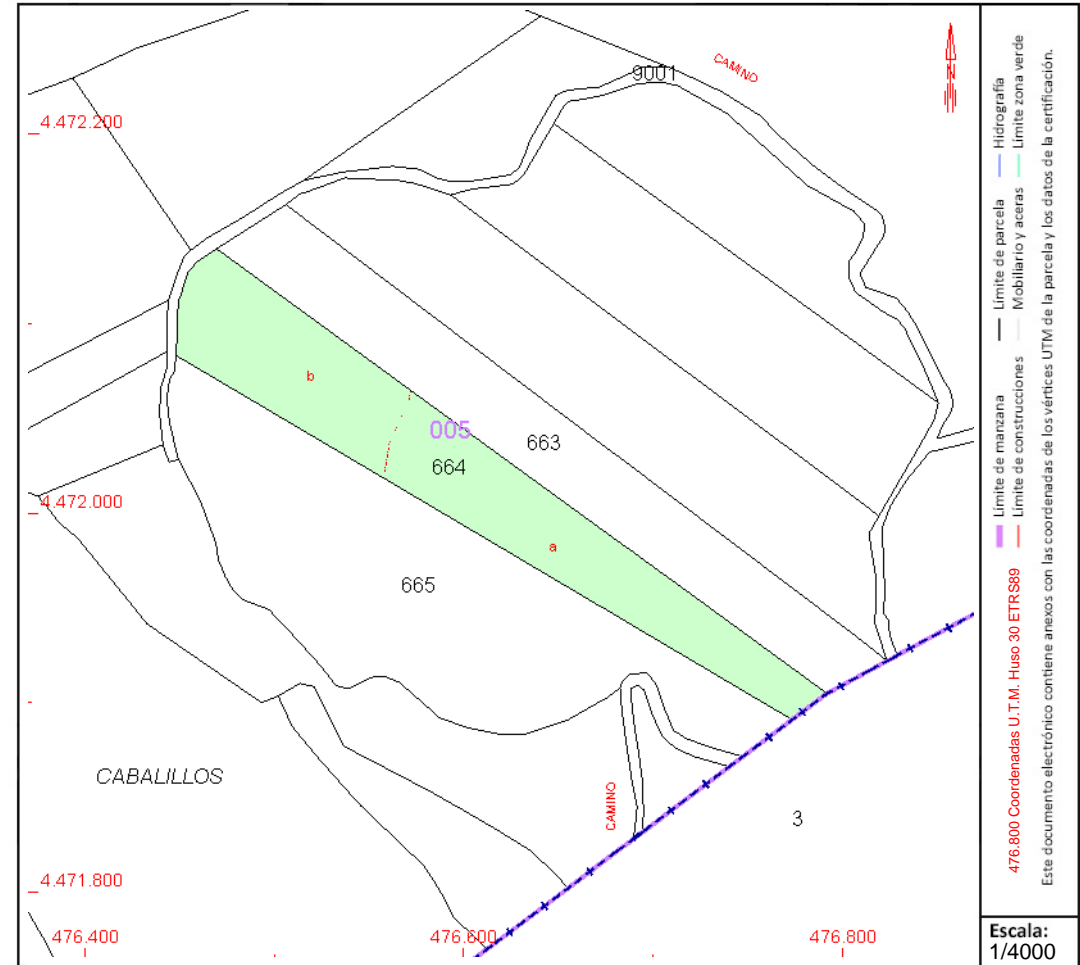 9001
CAMINO
N
4.472.200
b
005
663
664
4.472.000
a
665
CABALILLOS
CAMINO
3
4.471.800
476.400
476.600
476.800
476.800 Coordenadas U.T.M. Huso 30 ETRS89
Límite de manzana
Límite de parcela
Hidrografía
Límite de construcciones
Mobiliario y aceras
Límite zona verde
Este documento electrónico contiene anexos con las coordenadas de los vértices UTM de la parcela y los datos de la certificación.
Escala:
1/4000